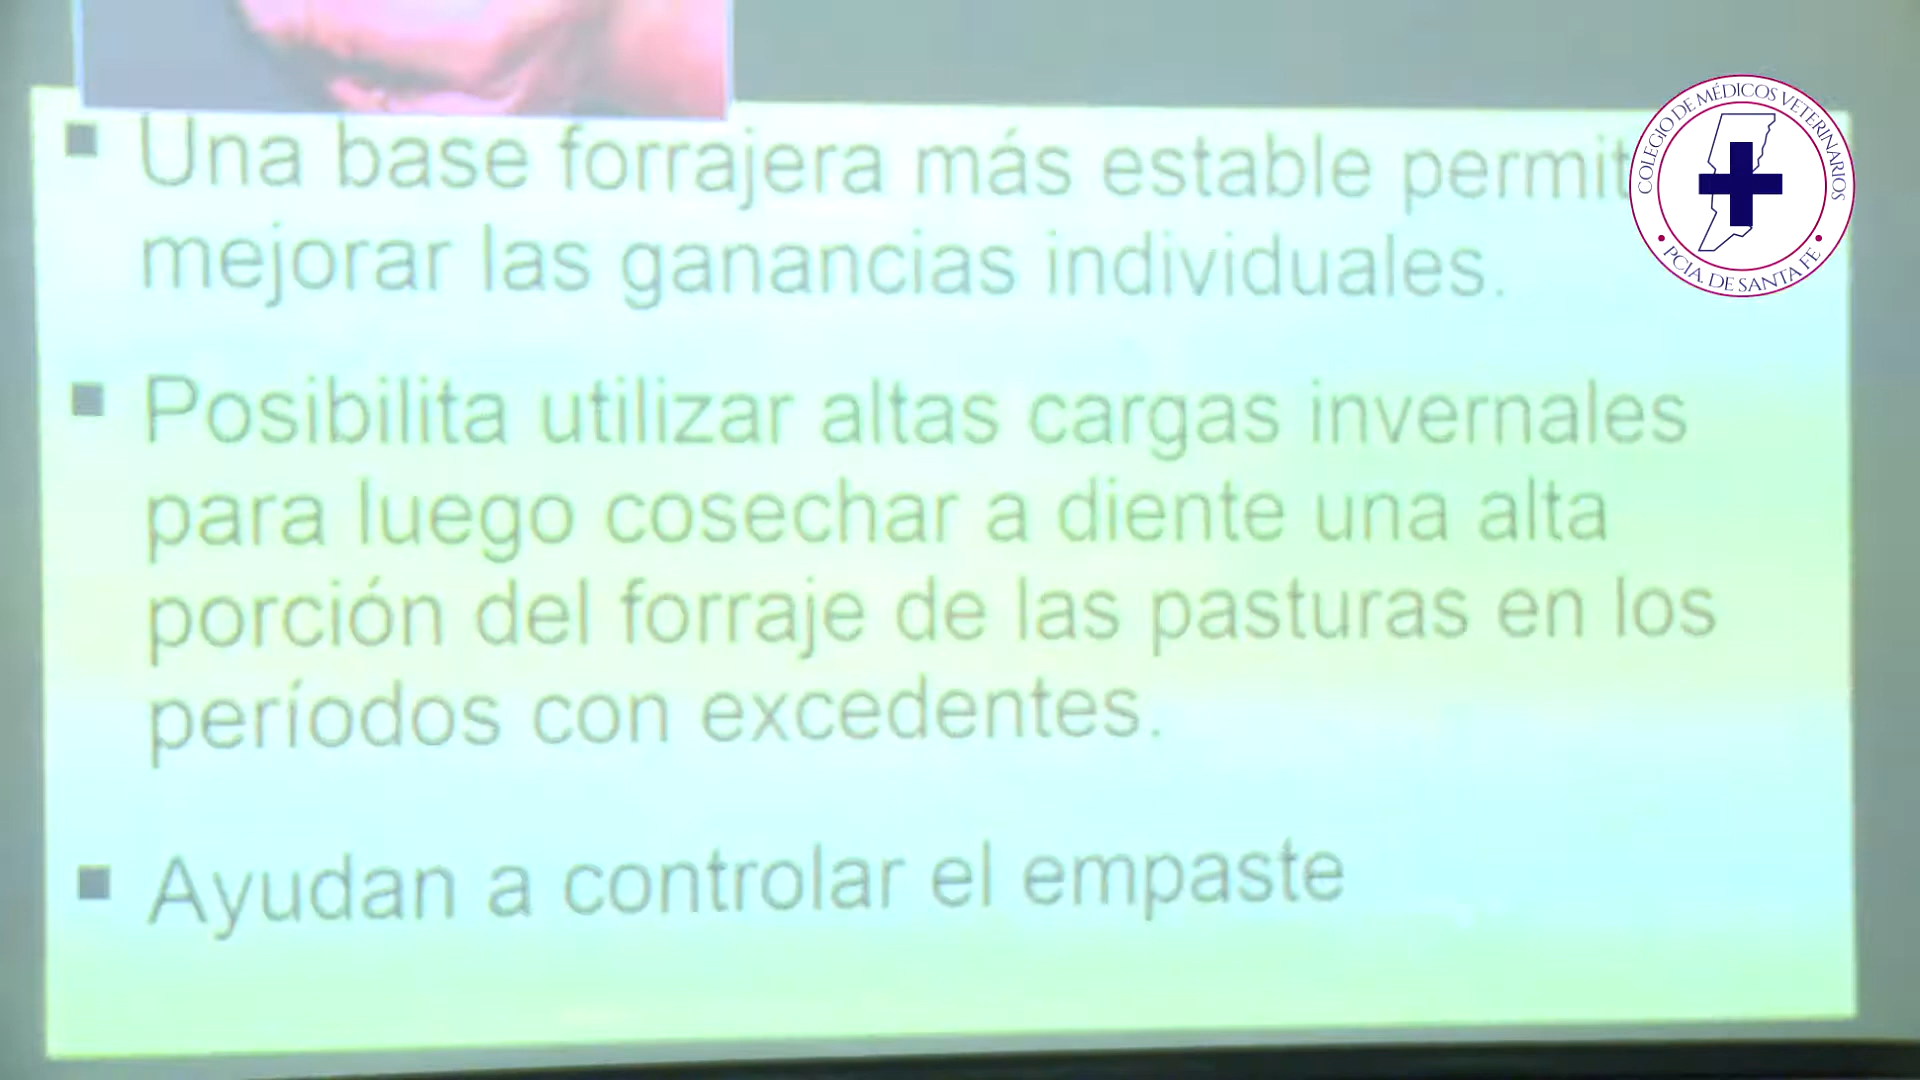 Una base forrajera más estable permit
mejorar las ganancias individuales.
Posibilita utilizar altas cargas invernales
para luego cosechar a diente una alta
porción del forraje de las pasturas en los
períodos con excedentes.
Ayudan a controlar el empaste
COLEGIO DE MÉDICOS VETERINARIOS
• PCIA. DE SANTA FE •